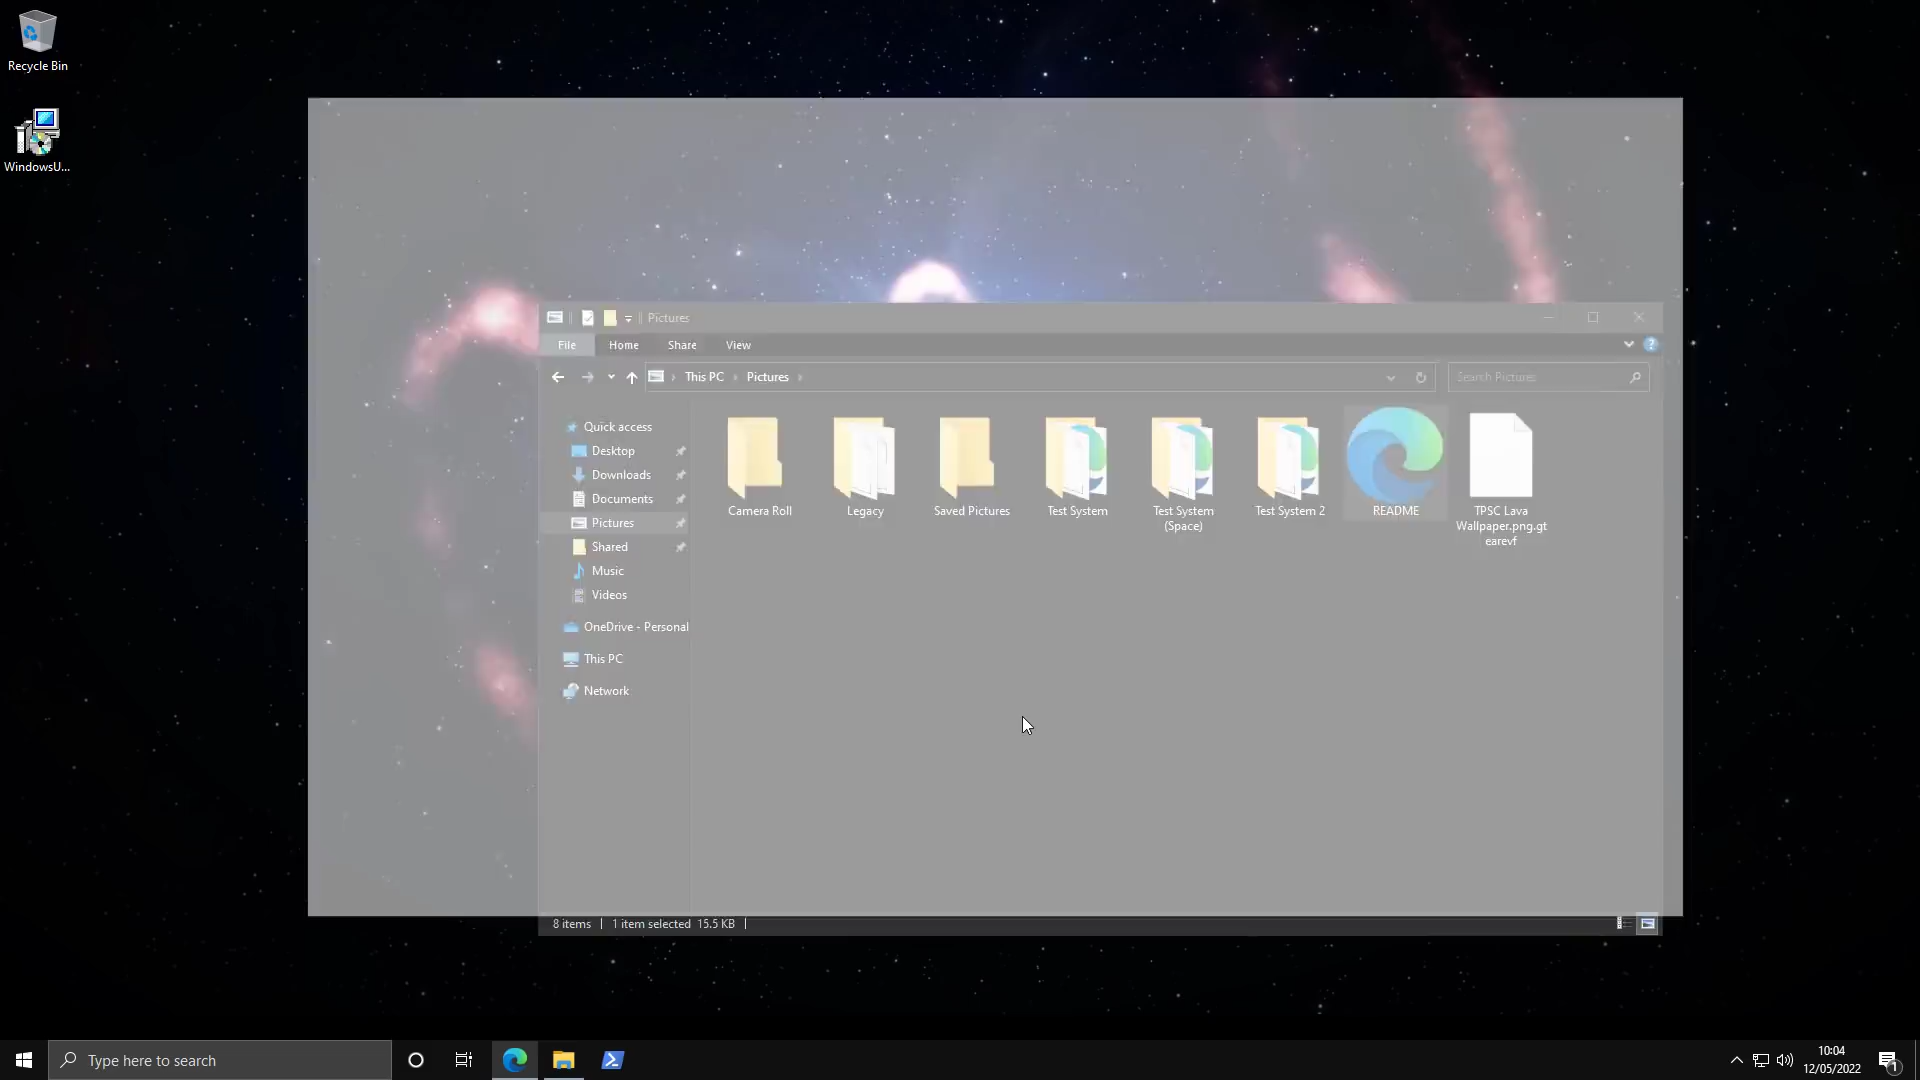 Recycle Bin
WindowsU...
Pictures
File
Home
Share
View
This PC
Pictures
Search Pictures
Quick access
Desktop
Downloads
Documents
Pictures
Shared
Music
Videos
OneDrive - Personal
This PC
Network
Camera Roll
Legacy
Saved Pictures
Test System
Test System
(Space)
Test System 2
README
TPSC Lava
Wallpaper.png.gt
earevf
8 items
1 item selected 15.5 KB
Type here to search
10:04
12/05/2022
1